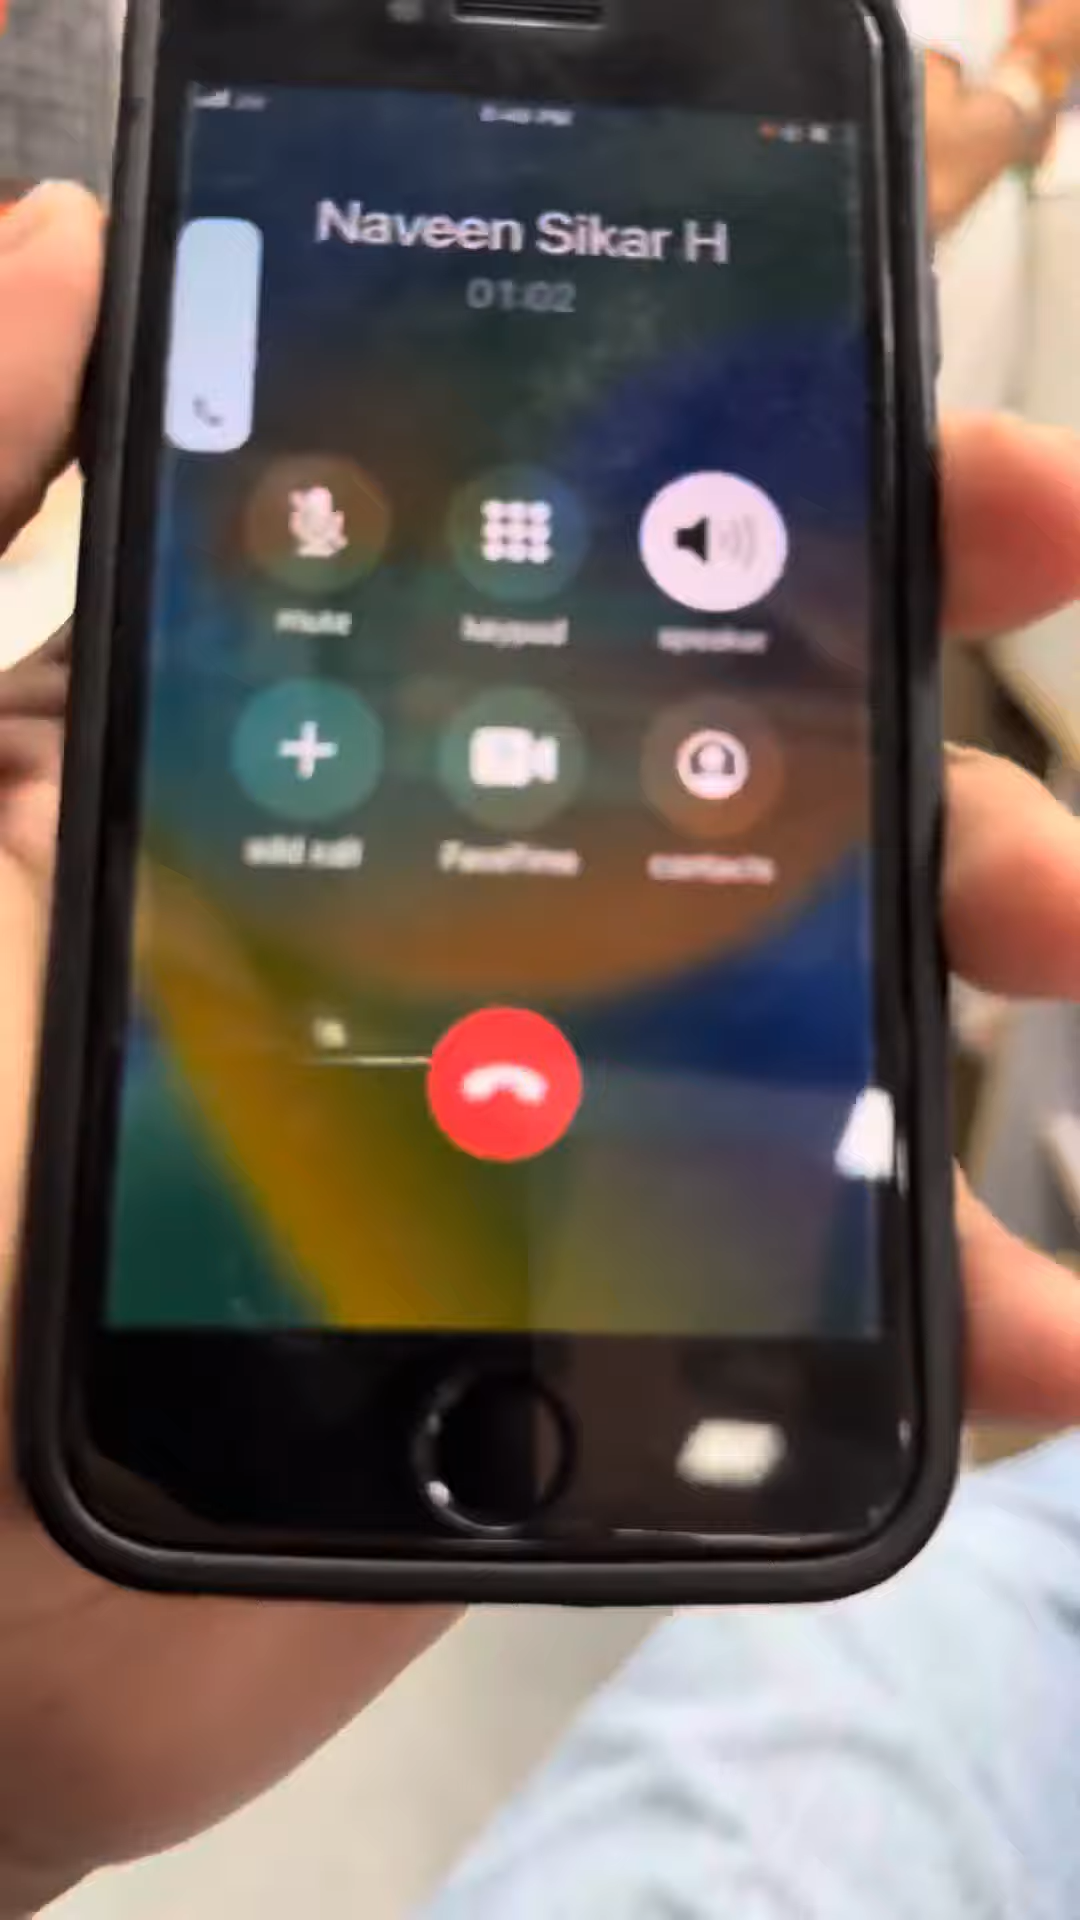 Naveen Sikar H
01:02
mute
keypad
speaker
add call
FaceTime
contacts